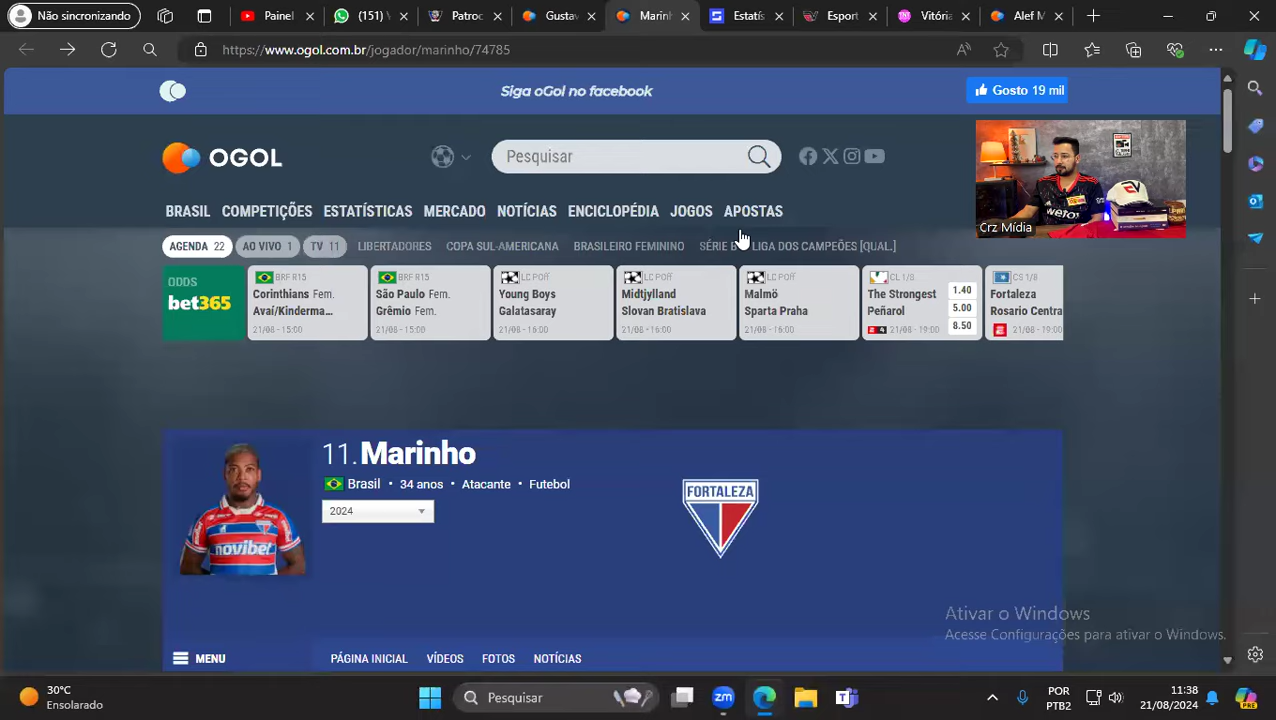 Não sincronizando
Painel
(151) V
Patroc
Gustav
Marinh
Estatís
Esport
Vitória
Alef M
https://www.ogol.com.br/jogador/marinho/74785
Siga oGol no facebook
Gosto 19 mil
OGOL
Pesquisar
BRASIL COMPETIÇÕES ESTATÍSTICAS MERCADO NOTÍCIAS ENCICLOPÉDIA JOGOS APOSTAS
Crz Mídia
AGENDA 22 AO VIVO 1 TV 11 LIBERTADORES COPA SUL-AMERICANA BRASILEIRO FEMININO SÉRIE B LIGA DOS CAMPEÕES [QUAL.]
ODDS
bet365
BRF R15
Corinthians Fem.
Avaí/Kinderma...
21/08 - 15:00
BRF R15
São Paulo Fem.
Grêmio Fem.
21/08 - 15:00
LC POff
Young Boys
Galatasaray
21/08 - 16:00
LC POff
Midtjylland
Slovan Bratislava
21/08 - 16:00
LC POff
Malmö
Sparta Praha
21/08 - 16:00
CL 1/8
The Strongest
Peñarol
21/08 - 19:00
1.40
5.00
8.50
CS 1/8
Fortaleza
Rosario Centra
21/08 - 19:00
11.Marinho
Brasil • 34 anos • Atacante • Futebol
2024
FORTALEZA
novibet
MENU
PÁGINA INICIAL VÍDEOS FOTOS NOTÍCIAS
Ativar o Windows
Acesse Configurações para ativar o Windows.
30°C
Ensolarado
Pesquisar
zm
POR
PTB2
11:38
21/08/2024
PRE